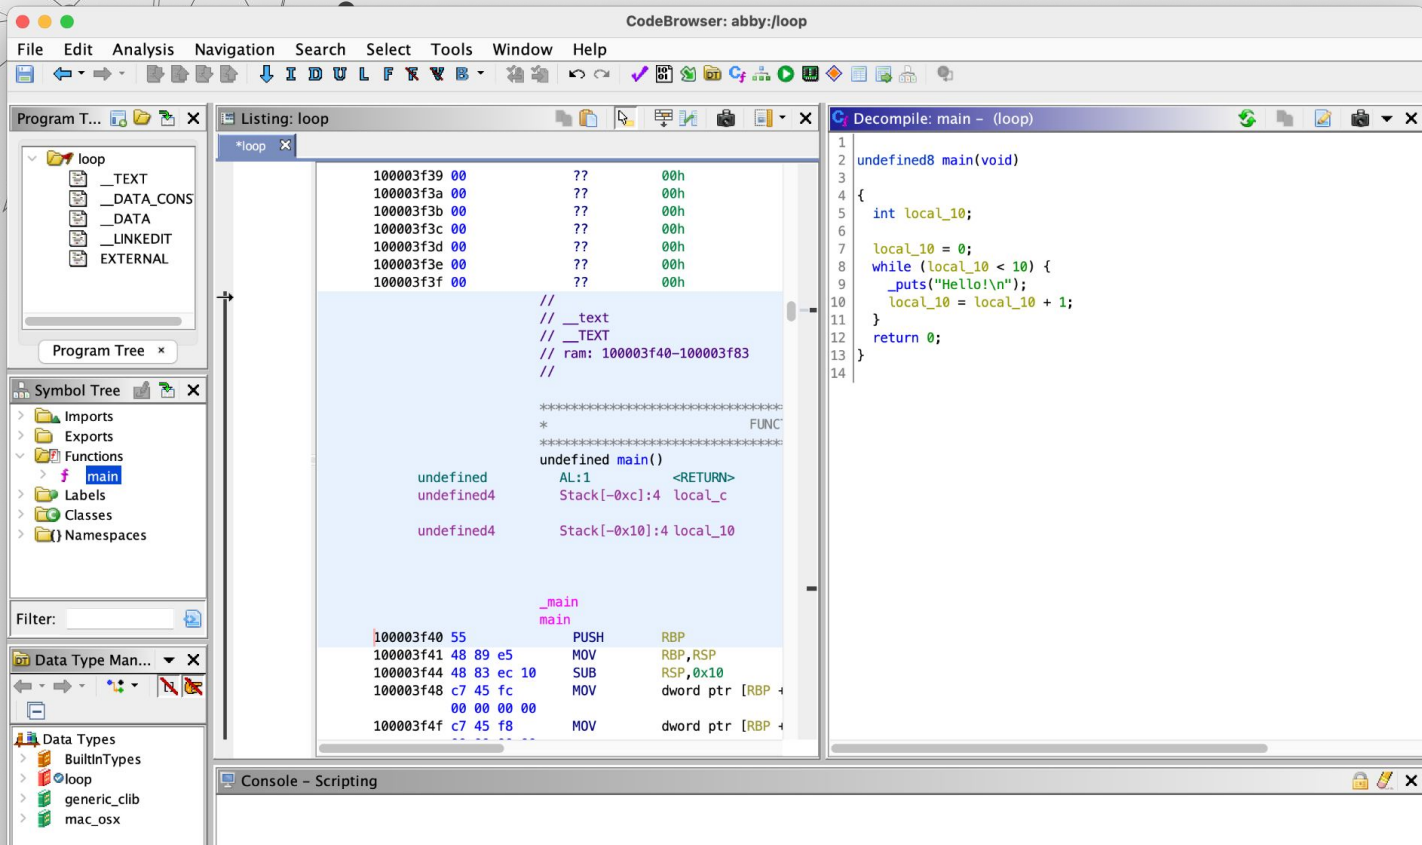 CodeBrowser: abby:/loop
File Edit Analysis Navigation Search Select Tools Window Help
I D U L F B
Program T...
loop
__TEXT
__DATA_CONS
__DATA
__LINKEDIT
EXTERNAL
Program Tree ×
Symbol Tree
Imports
Exports
Functions
f main
Labels
Classes
Namespaces
Filter:
Data Type Man...
Data Types
BuiltInTypes
loop
generic_clib
mac_osx
Listing: loop
*loop
100003f39 00 ?? 00h
100003f3a 00 ?? 00h
100003f3b 00 ?? 00h
100003f3c 00 ?? 00h
100003f3d 00 ?? 00h
100003f3e 00 ?? 00h
100003f3f 00 ?? 00h
//
// __text
// __TEXT
// ram: 100003f40-100003f83
//
* FUNC
undefined main()
undefined AL:1 <RETURN>
undefined4 Stack[-0xc]:4 local_c
undefined4 Stack[-0x10]:4 local_10
_main
main
100003f40 55 PUSH RBP
100003f41 48 89 e5 MOV RBP,RSP
100003f44 48 83 ec 10 SUB RSP,0x10
100003f48 c7 45 fc MOV dword ptr [RBP +
00 00 00 00
100003f4f c7 45 f8 MOV dword ptr [RBP +
Decompile: main - (loop)
1
2 undefined8 main(void)
3
4 {
5 int local_10;
6
7 local_10 = 0;
8 while (local_10 < 10) {
9 _puts("Hello!\n");
10 local_10 = local_10 + 1;
11 }
12 return 0;
13 }
14
Console - Scripting